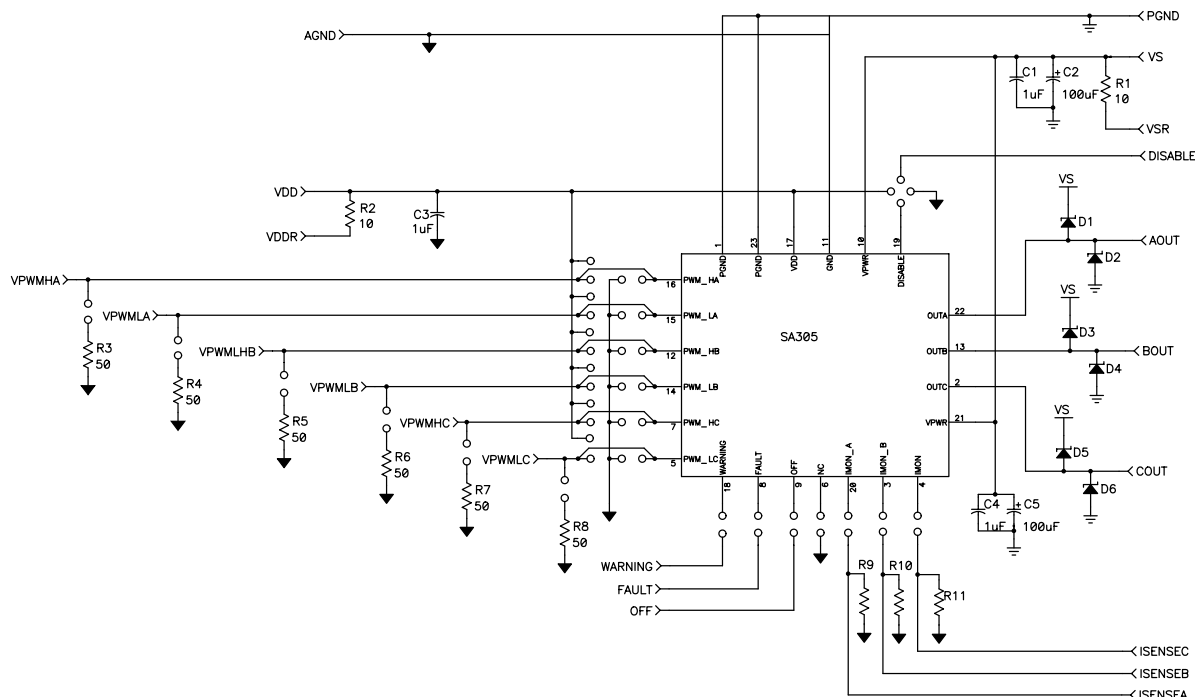 PGND
AGND
VS
C1
1uF
C2
100uF
R1
10
VSR
DISABLE
VDD
R2
10
C3
1uF
VDDR
VS
D1
AOUT
D2
1
23
17
11
10
19
PGND
PGND
VDD
GND
VPWR
DISABLE
VPWMHA
16
PWM_HA
VPWMLA
15
PWM_LA
OUTA
22
SA305
R3
50
VS
D3
VPWMLHB
12
PWM_HB
OUTB
13
BOUT
D4
R4
50
VPWMLB
14
PWM_LB
OUTC
2
R5
50
VPWMHC
7
PWM_HC
VPWR
21
VS
D5
R6
50
VPWMLC
5
PWM_LC
COUT
D6
R7
50
WARNING
FAULT
OFF
NC
IMON_A
IMON_B
IMON
18
8
9
6
20
3
4
C4
1uF
C5
100uF
R8
50
WARNING
FAULT
OFF
R9
R10
R11
ISENSEC
ISENSEB
ISENSEA